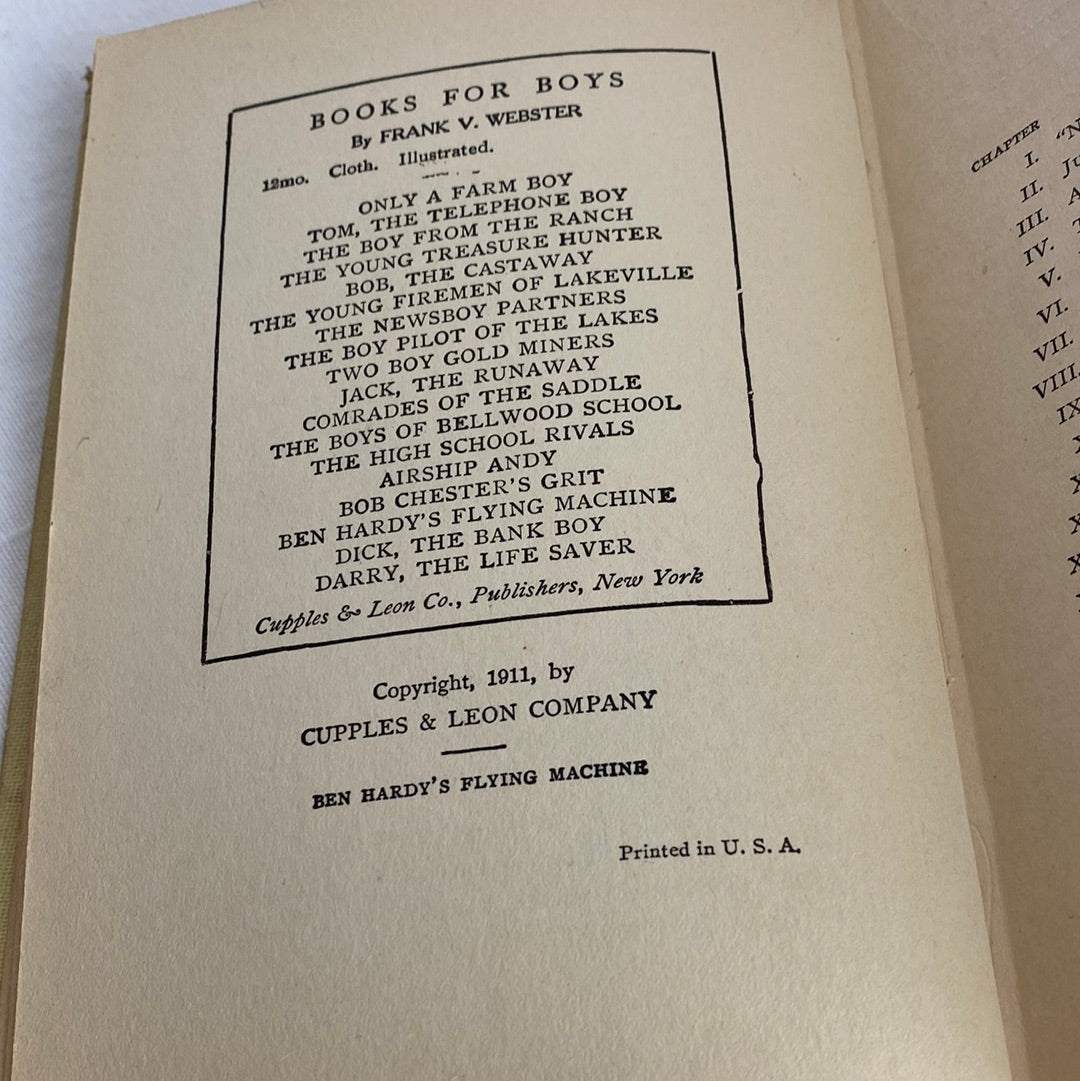 BOOKS FOR BOYS
By FRANK V. WEBSTER
12mo. Cloth. Illustrated.
ONLY A FARM BOY
TOM, THE TELEPHONE BOY
THE BOY FROM THE RANCH
THE YOUNG TREASURE HUNTER
BOB, THE CASTAWAY
THE YOUNG FIREMEN OF LAKEVILLE
THE NEWSBOY PARTNERS
THE BOY PILOT OF THE LAKES
TWO BOY GOLD MINERS
JACK, THE RUNAWAY
COMRADES OF THE SADDLE
THE BOYS OF BELLWOOD SCHOOL
THE HIGH SCHOOL RIVALS
AIRSHIP ANDY
BOB CHESTER'S GRIT
BEN HARDY'S FLYING MACHINE
DICK, THE BANK BOY
DARRY, THE LIFE SAVER
Cupples & Leon Co., Publishers, New York
Copyright, 1911, by
CUPPLES & LEON COMPANY
BEN HARDY'S FLYING MACHINE
Printed in U. S. A.
CHAPTER
I.
II.
III.
IV.
V.
VI.
VII.
VIII.